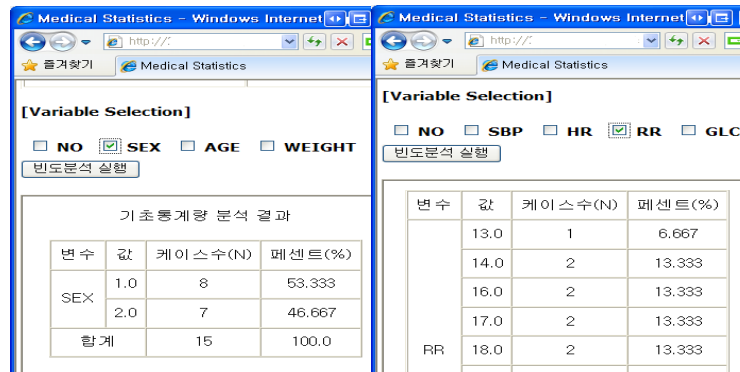 Medical Statistics - Windows Internet
http://
즐겨찾기 Medical Statistics
[Variable Selection]
NO SEX AGE WEIGHT
빈도분석 실행
기초통계량 분석 결과
변수 값 케이스수(N) 페센트(%)
SEX 1.0 8 53.333
2.0 7 46.667
합계 15 100.0
Medical Statistics - Windows Internet
http://
즐겨찾기 Medical Statistics
[Variable Selection]
NO SBP HR RR GLC
빈도분석 실행
변수 값 케이스수(N) 페센트(%)
13.0 1 6.667
14.0 2 13.333
16.0 2 13.333
17.0 2 13.333
RR 18.0 2 13.333